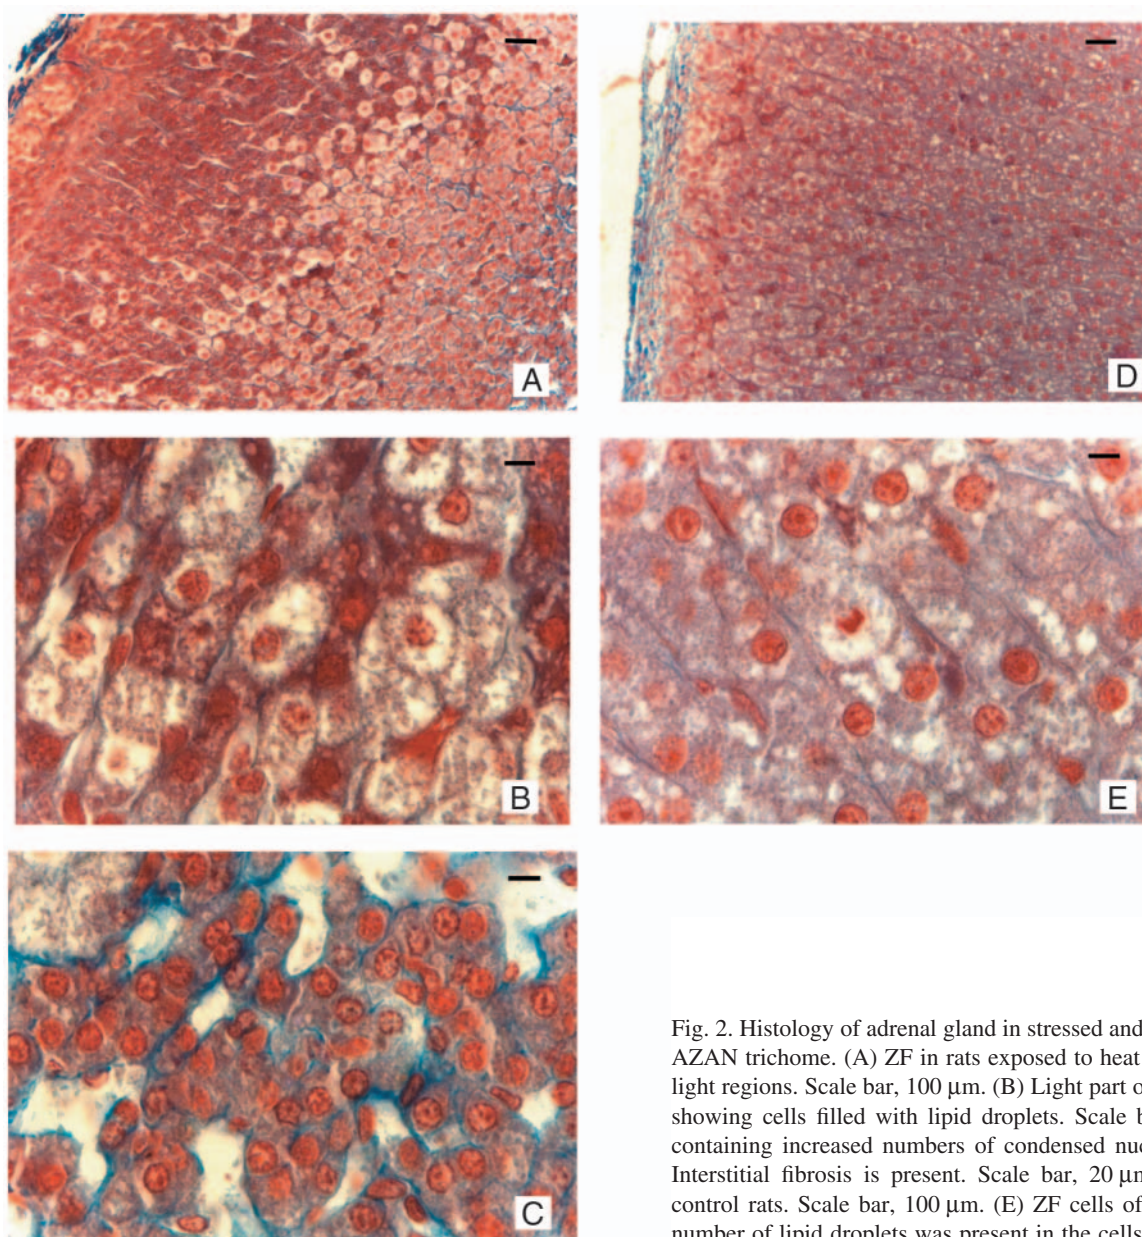 A
D
B
E
C
Fig. 2. Histology of adrenal gland in stressed and
AZAN trichome. (A) ZF in rats exposed to heat
light regions. Scale bar, 100 μm. (B) Light part o
showing cells filled with lipid droplets. Scale b
containing increased numbers of condensed nuc
Interstitial fibrosis is present. Scale bar, 20 μm
control rats. Scale bar, 100 μm. (E) ZF cells of
number of lipid droplets was present in the cells